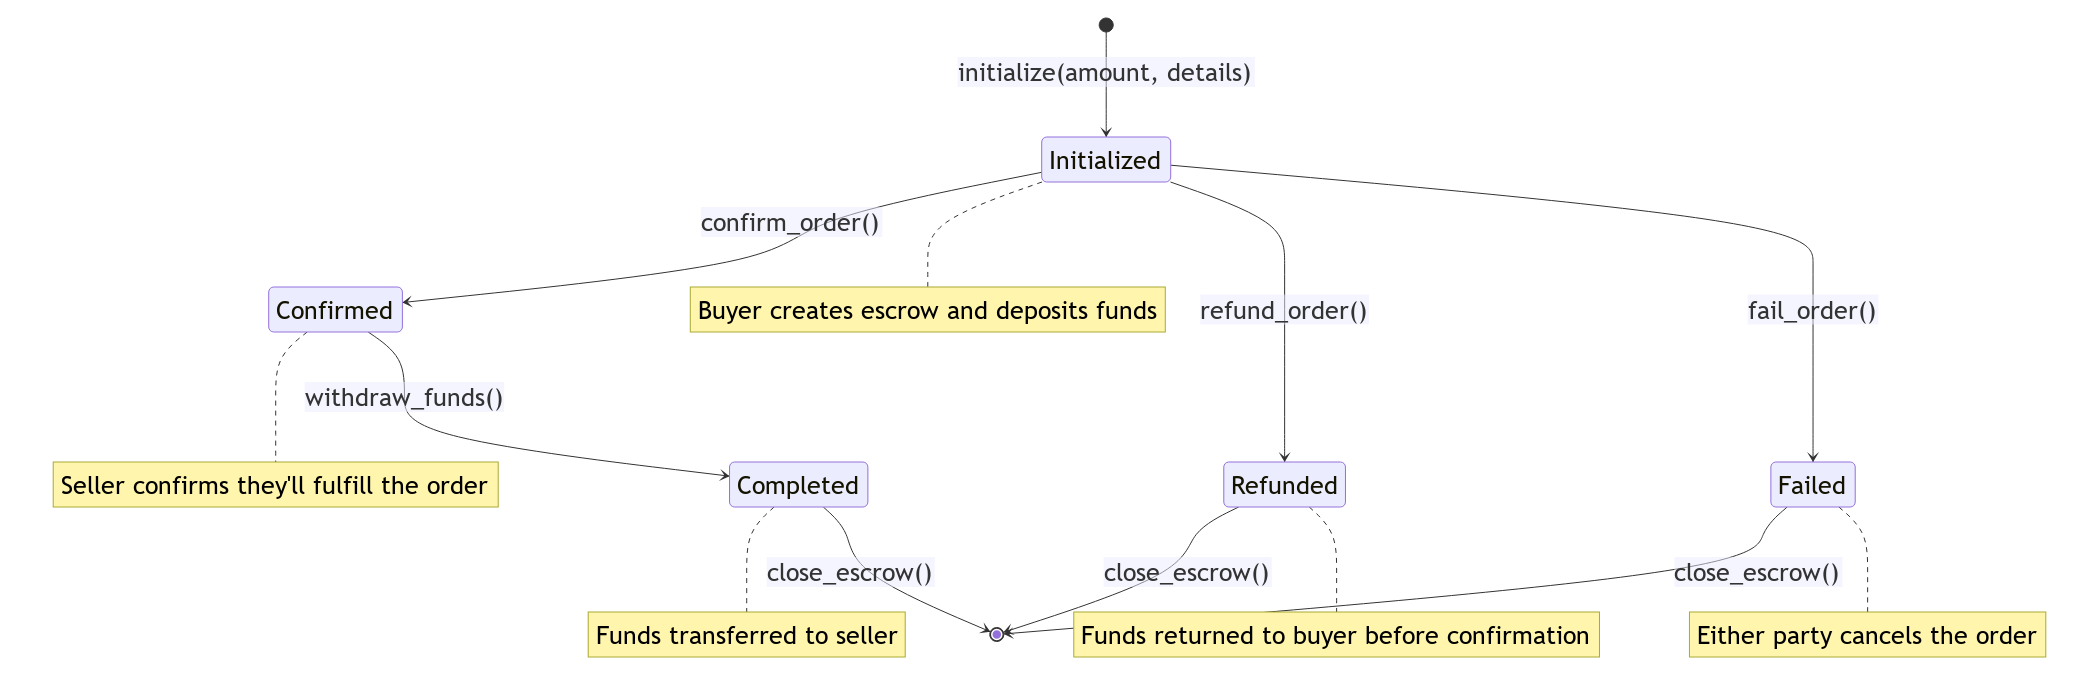 initialize(amount, details)
Initialized
confirm_order()
Confirmed
Buyer creates escrow and deposits funds
refund_order()
fail_order()
withdraw_funds()
Seller confirms they'll fulfill the order
Completed
Refunded
Failed
close_escrow()
close_escrow()
close_escrow()
Funds transferred to seller
Funds returned to buyer before confirmation
Either party cancels the order